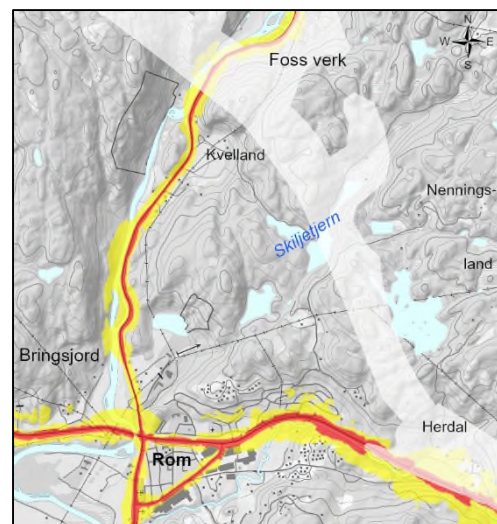 N
W E
S
Foss verk
Kvelland
Nennings-
Skiljetjern
land
Bringsjord
Herdal
Rom